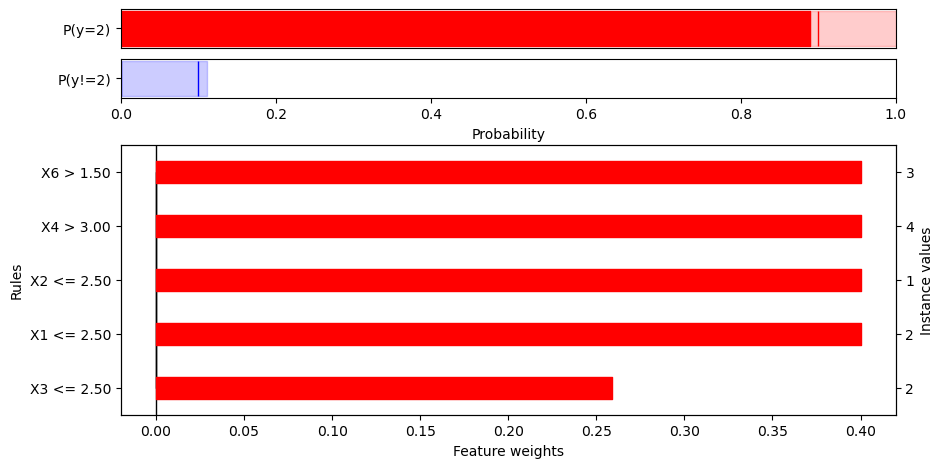 P(y=2)
P(y!=2)
0.0 0.2 0.4 0.6 0.8 1.0
Probability
X6 > 1.50 3
X4 > 3.00 4
X2 <= 2.50 1
X1 <= 2.50 2
X3 <= 2.50 2
Rules
Instance values
0.00 0.05 0.10 0.15 0.20 0.25 0.30 0.35 0.40
Feature weights